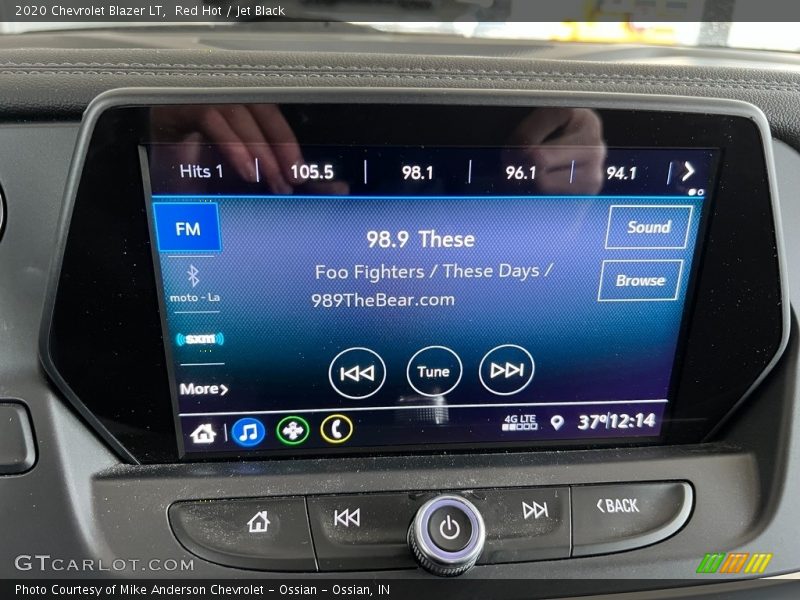 2020 Chevrolet Blazer LT,  Red Hot / Jet Black
Hits 1 105.5 98.1 96.1 94.1
FM
98.9 These
Sound
Foo Fighters / These Days /
989TheBear.com
moto - La
Browse
sxm
Tune
More
4G LTE
37° 12:14
BACK
GTcarlot.com
Photo Courtesy of Mike Anderson Chevrolet - Ossian - Ossian, IN